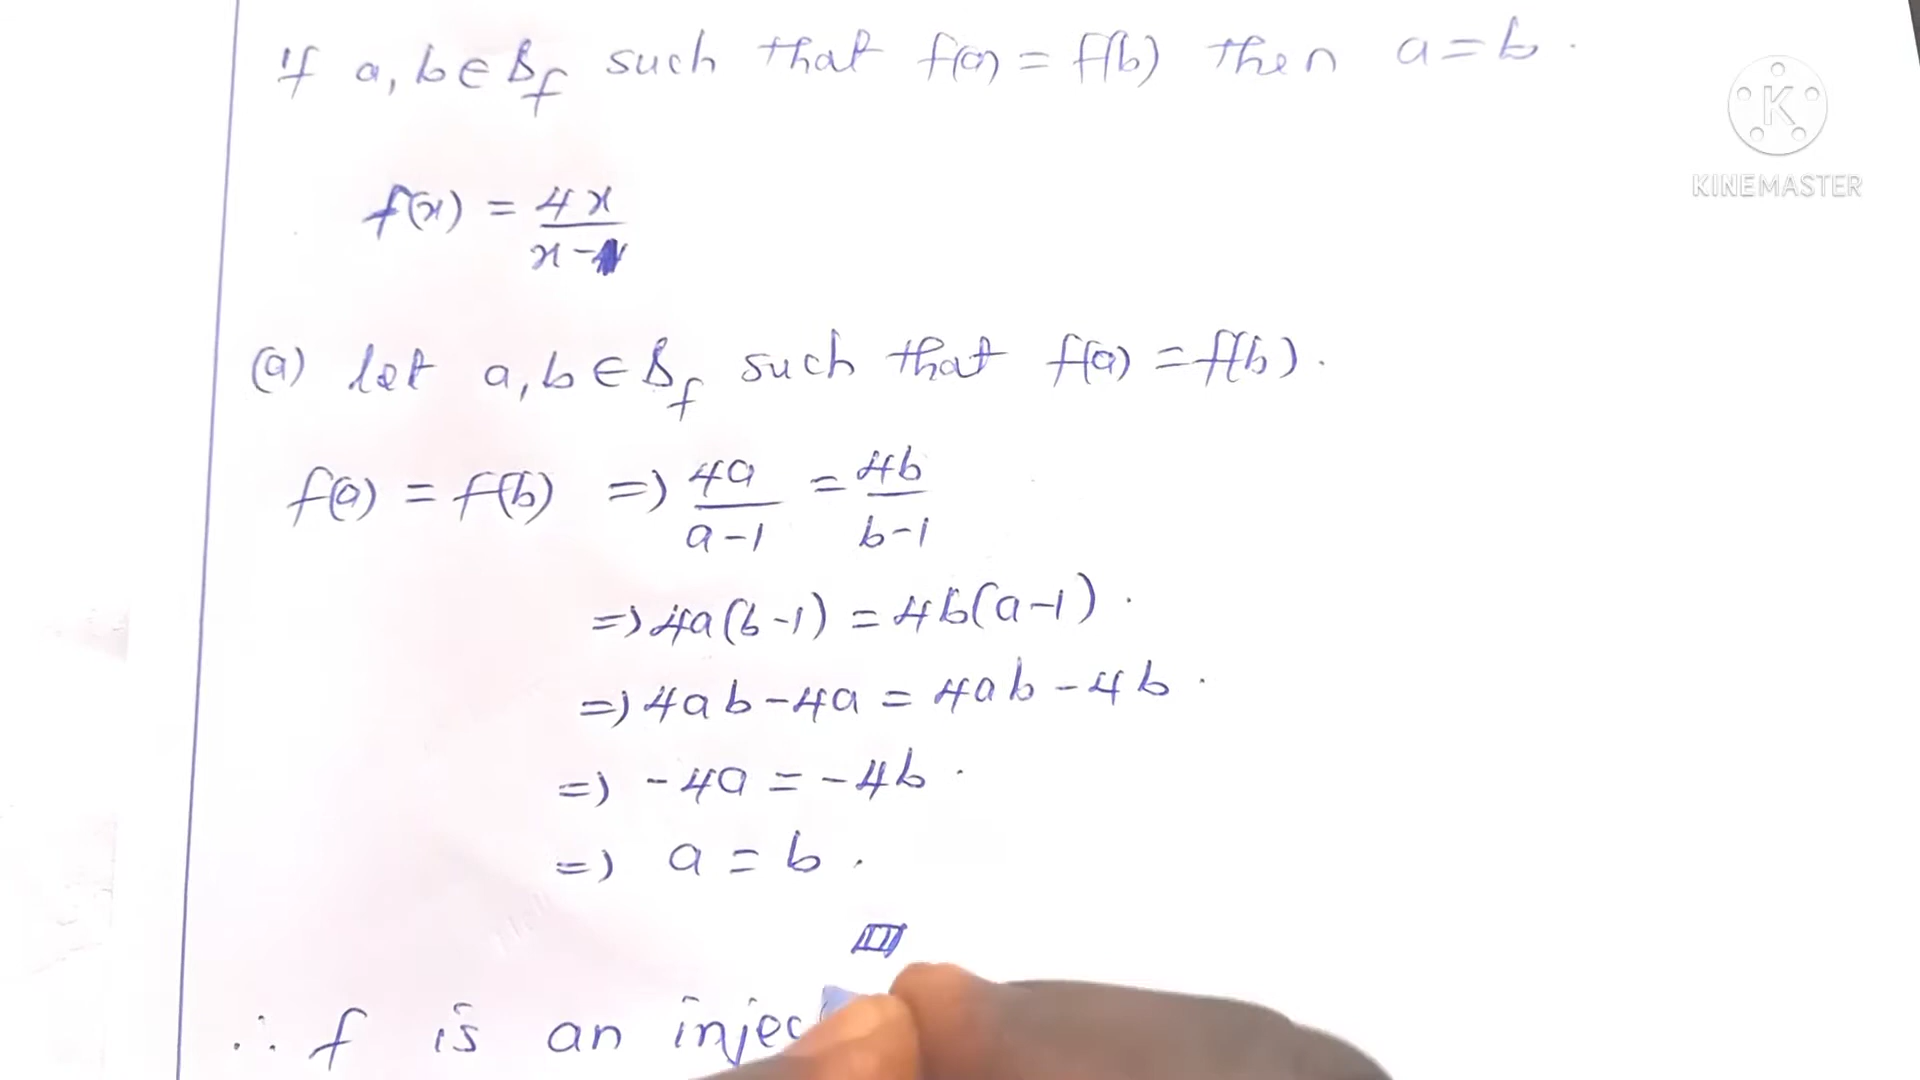 If a, b ∈ D_f such that f(a) = f(b) then a = b.
K
KINEMASTER
f(x) = 4x / x - 1
(a) let a, b ∈ D_f such that f(a) = f(b).
f(a) = f(b) => 4a / a - 1 = 4b / b - 1
=> 4a(b - 1) = 4b(a - 1).
=> 4ab - 4a = 4ab - 4b.
=> -4a = -4b.
=> a = b.
∴ f is an injec